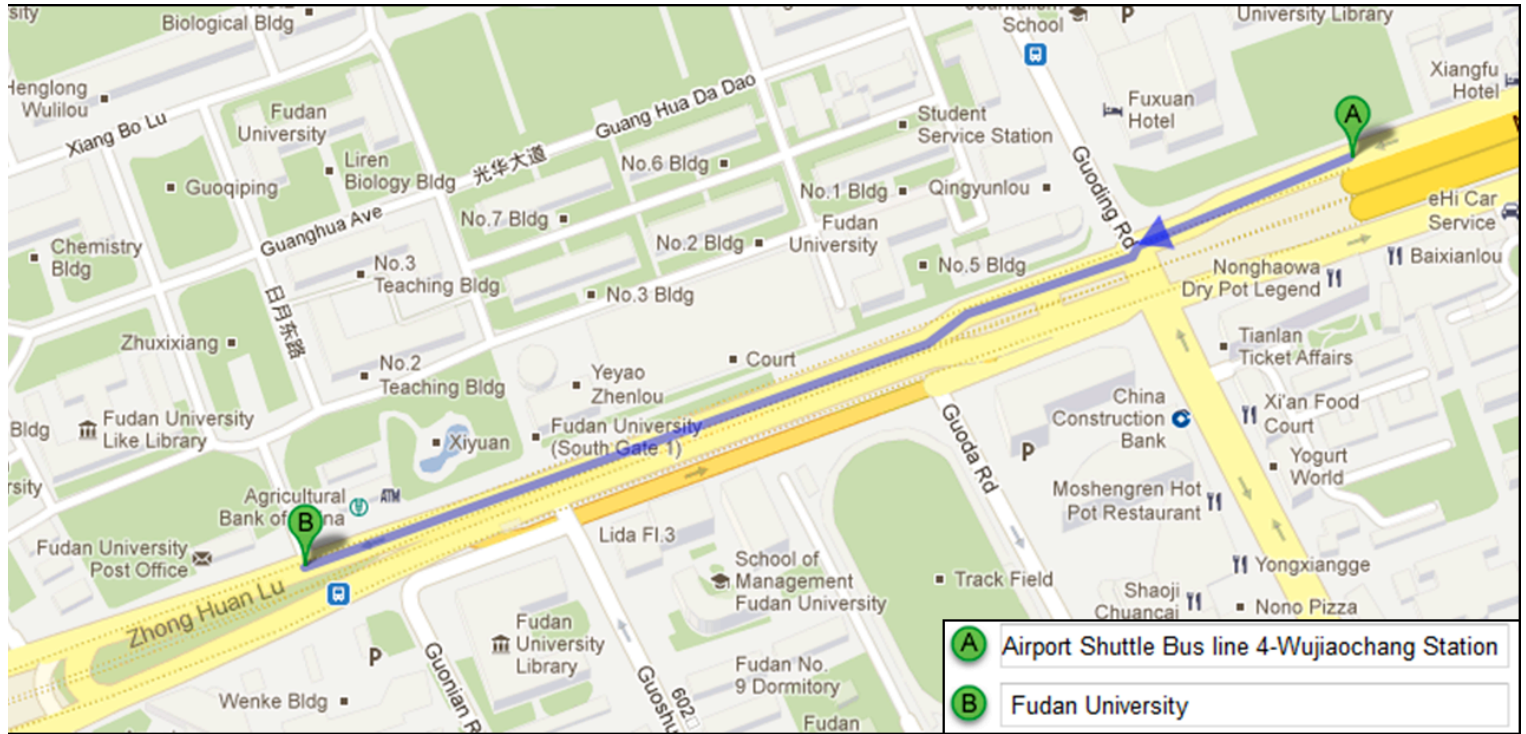 sity
Biological Bldg
School
P
University Library
Henglong
Wulilou
Xiang Bo Lu
Fudan
University
Guang Hua Da Dao
光华大道
Student
Service Station
Fuxuan
Hotel
Xiangfu
Hotel
A
Liren
Biology Bldg
Guoqiping
No.6 Bldg
No.1 Bldg
Qingyunlou
Guoding Rd
eHi Car
Service
No.7 Bldg
Guanghua Ave
No.2 Bldg
Fudan
University
Chemistry
Bldg
No.3
Teaching Bldg
No.5 Bldg
Baixianlou
Nonghaowa
Dry Pot Legend
日月东路
No.3 Bldg
Zhuxixiang
No.2
Teaching Bldg
Yeyao
Zhenlou
Court
Tianlan
Ticket Affairs
China
Construction
Bank
Xi'an Food
Court
Bldg
Fudan University
Like Library
Xiyuan
Fudan University
(South Gate 1)
Guoda Rd
P
Yogurt
World
rsity
Agricultural
Bank of
na
ATM
B
Moshengren Hot
Pot Restaurant
Lida Fl.3
Fudan University
Post Office
School of
Management
Fudan University
Track Field
Yongxiangge
Shaoji
Chuancai
Nono Pizza
Zhong Huan Lu
Fudan
University
Library
P
Guonian R
Guoshu
602
Fudan No.
9 Dormitory
Wenke Bldg
Fudan
A Airport Shuttle Bus line 4-Wujiaochang Station
B Fudan University